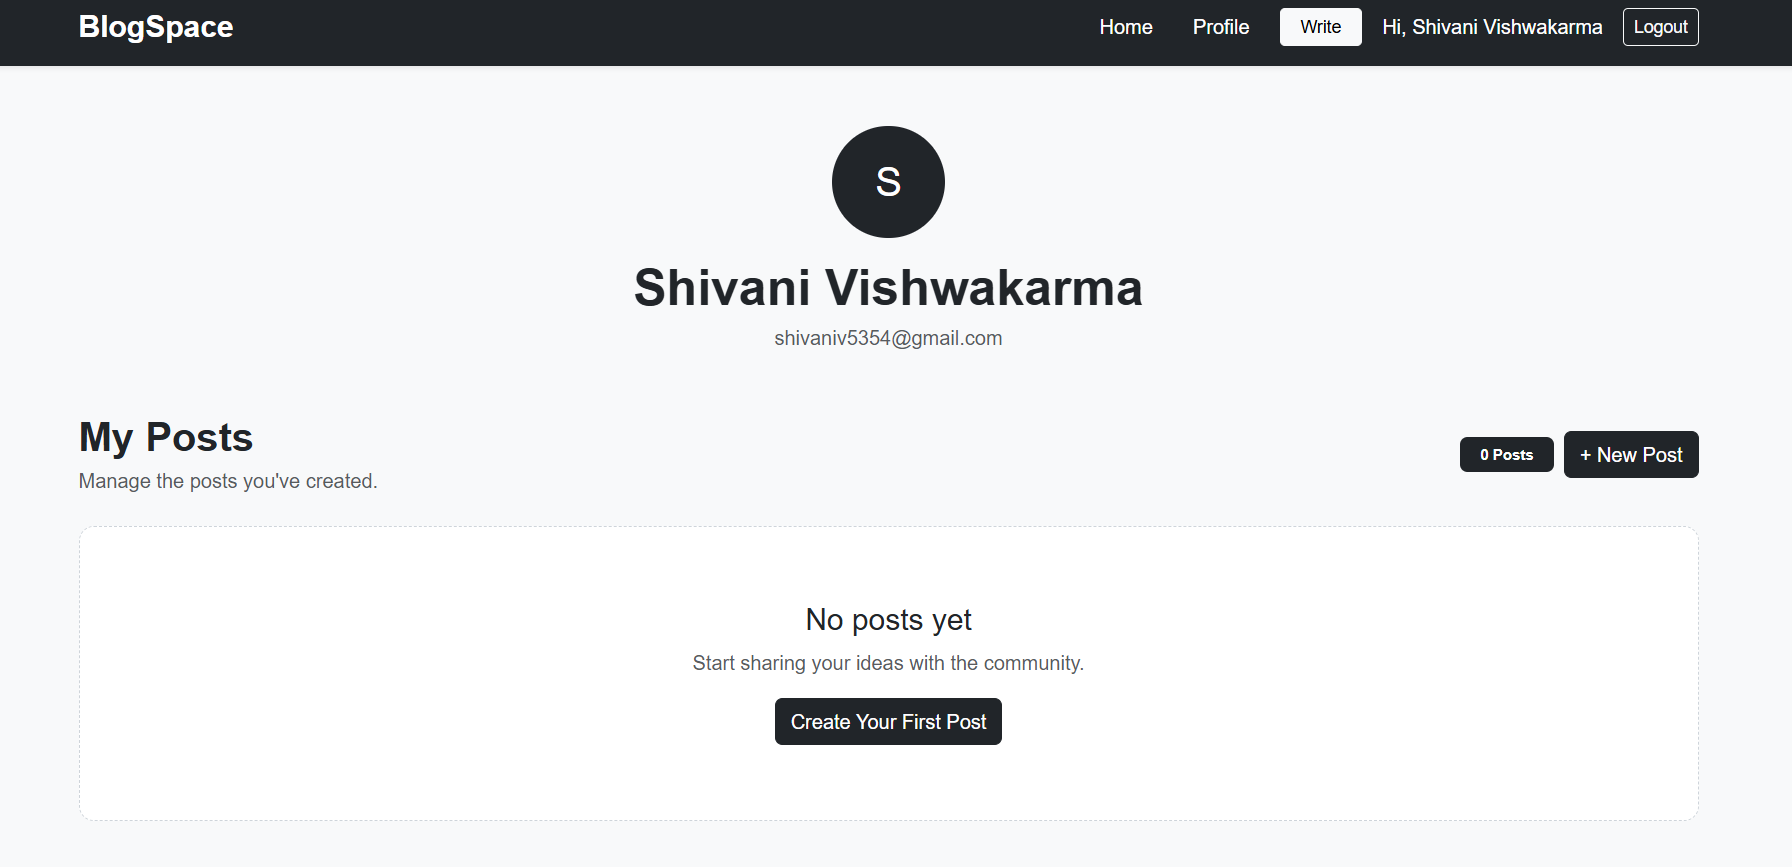 BlogSpace
Home Profile Write Hi, Shivani Vishwakarma Logout
S
Shivani Vishwakarma
shivaniv5354@gmail.com
My Posts
Manage the posts you've created.
0 Posts + New Post
No posts yet
Start sharing your ideas with the community.
Create Your First Post